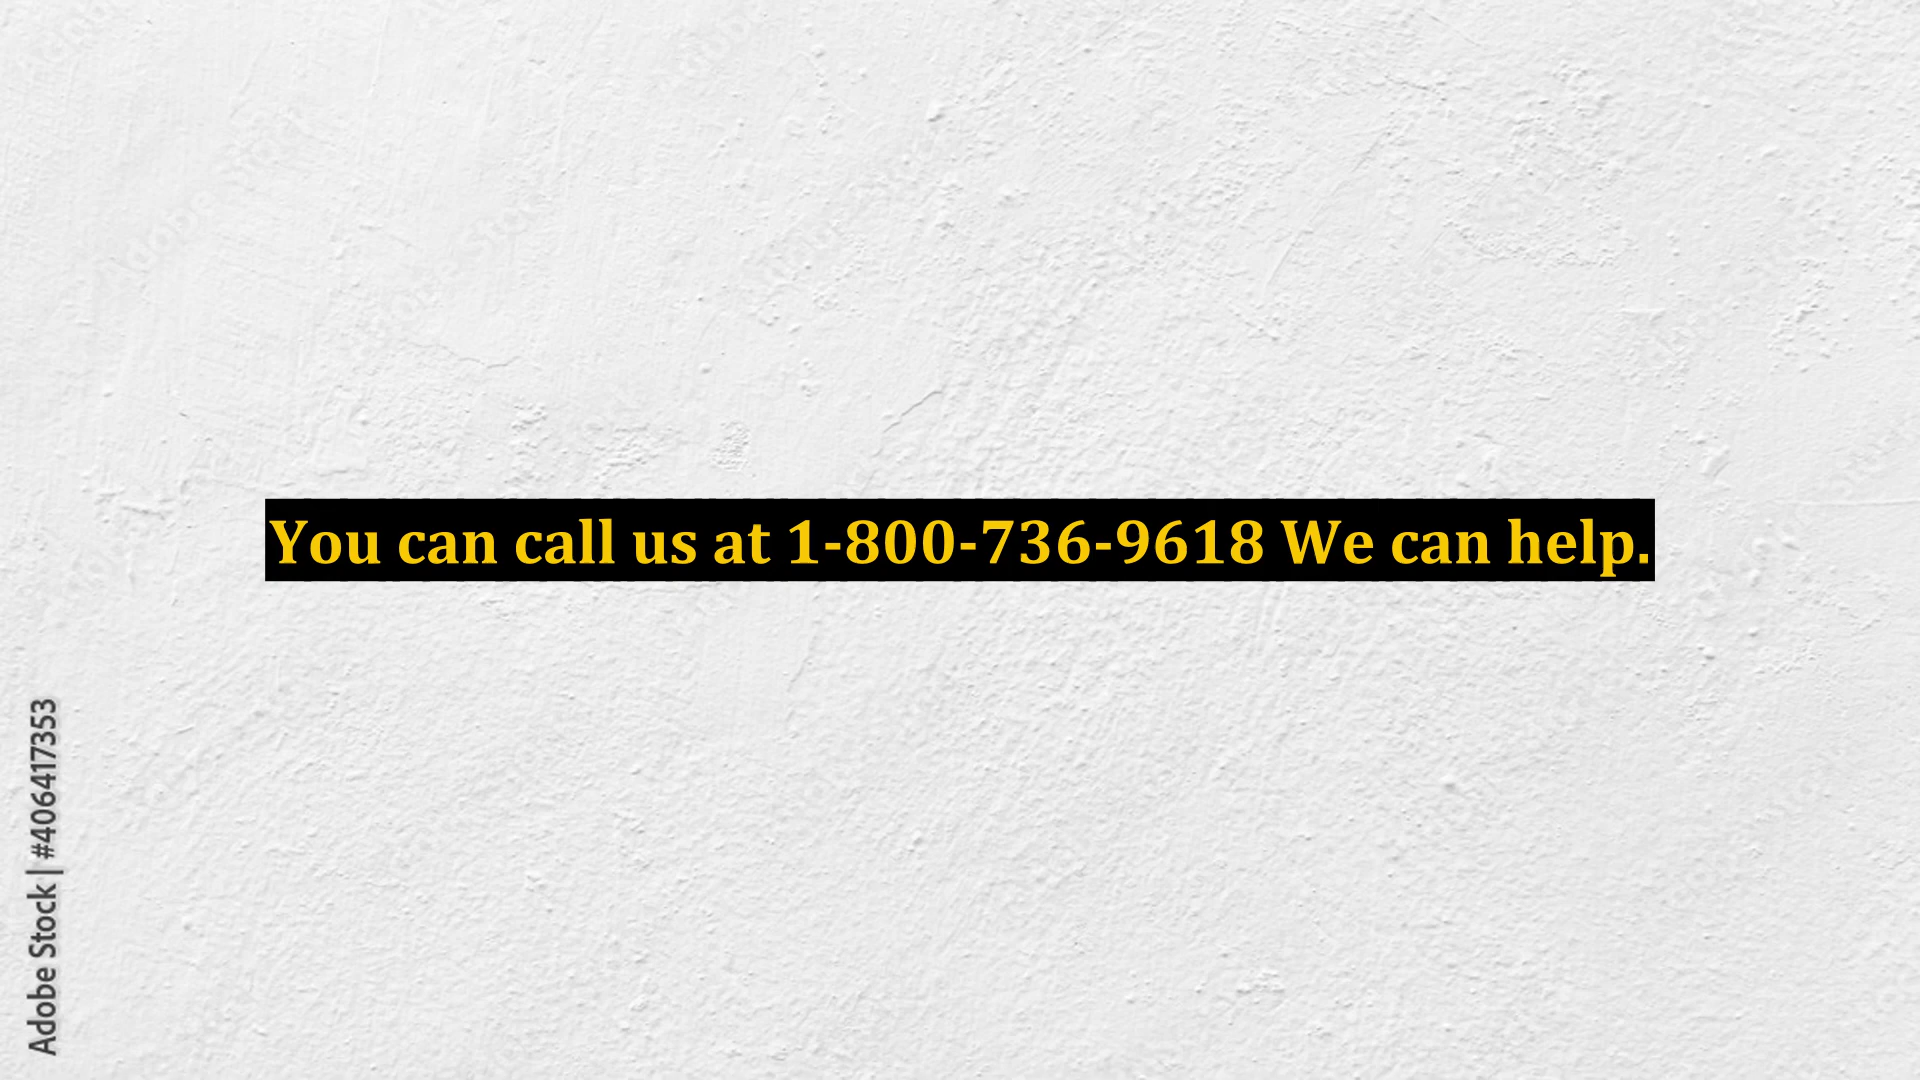 You can call us at 1-800-736-9618 We can help.
Adobe Stock | #406417353